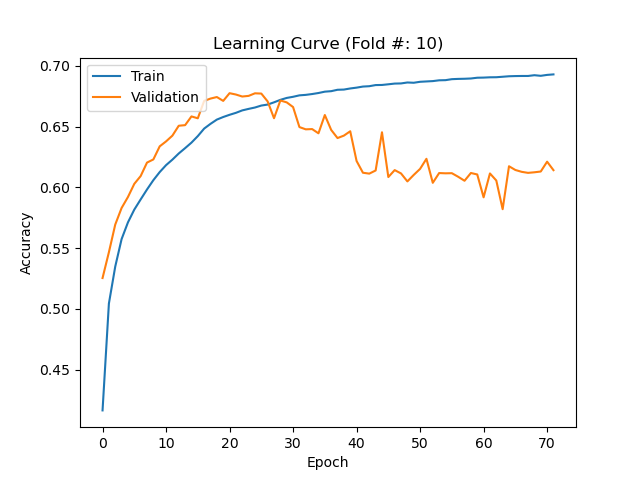 Learning Curve (Fold #: 10)
Train
Validation
0.70
0.65
0.60
0.55
0.50
0.45
Accuracy
0 10 20 30 40 50 60 70
Epoch